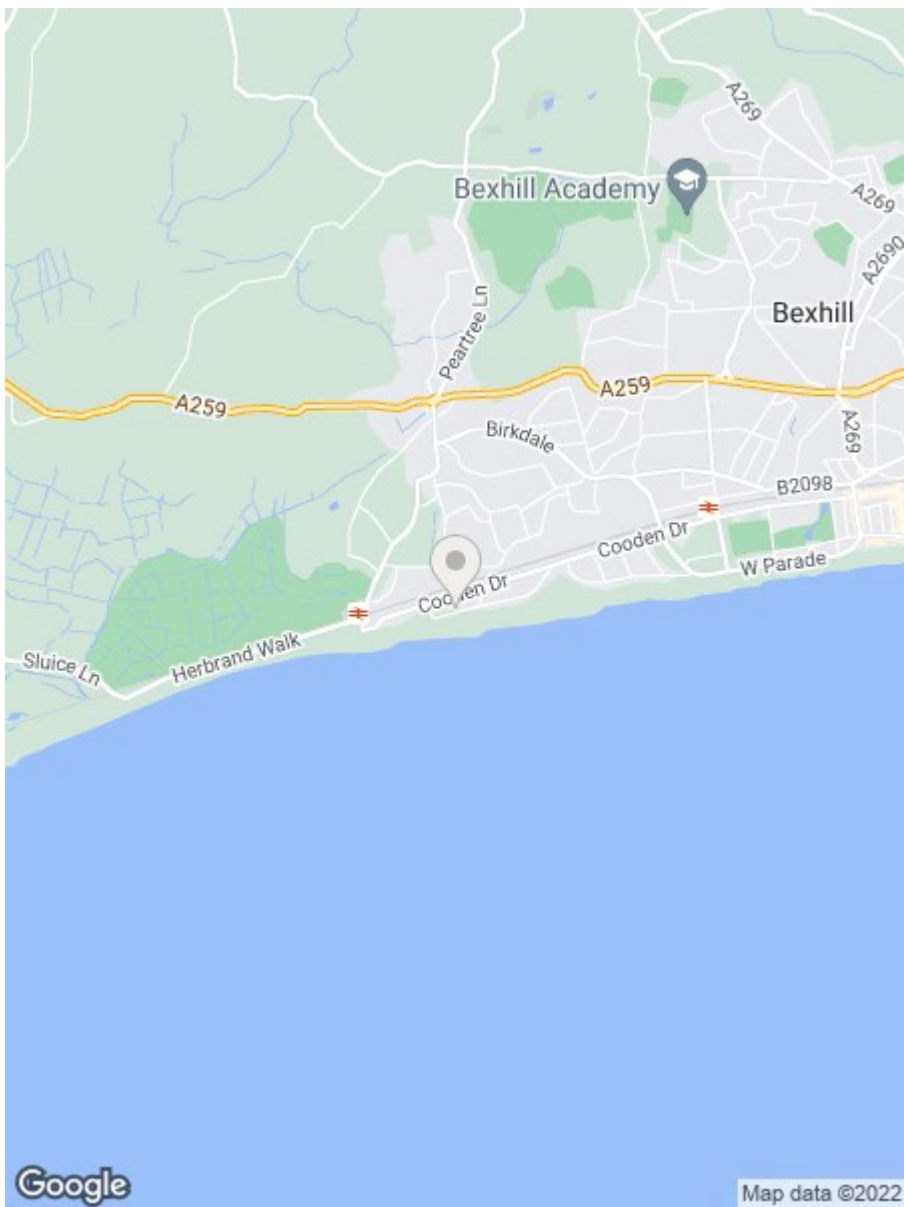 A269
Bexhill Academy
A269
A2690
Peartree Ln
Bexhill
A259
A259
A269
Birkdale
B2098
Cooden Dr
W Parade
Cooden Dr
Herbrand Walk
Sluice Ln
Google
Map data ©2022